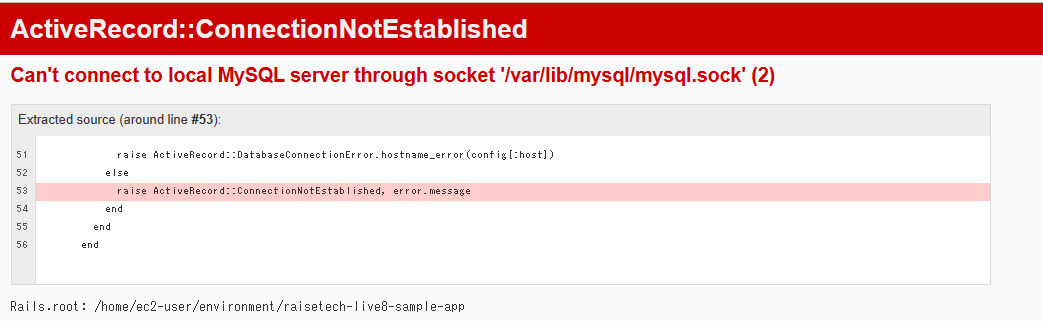 ActiveRecord::ConnectionNotEstablished
Can't connect to local MySQL server through socket '/var/lib/mysql/mysql.sock' (2)
Extracted source (around line #53):
51 raise ActiveRecord::DatabaseConnectionError.hostname_error(config[:host])
52 else
53 raise ActiveRecord::ConnectionNotEstablished, error.message
54 end
55 end
56 end
Rails.root: /home/ec2-user/environment/raisetech-live8-sample-app